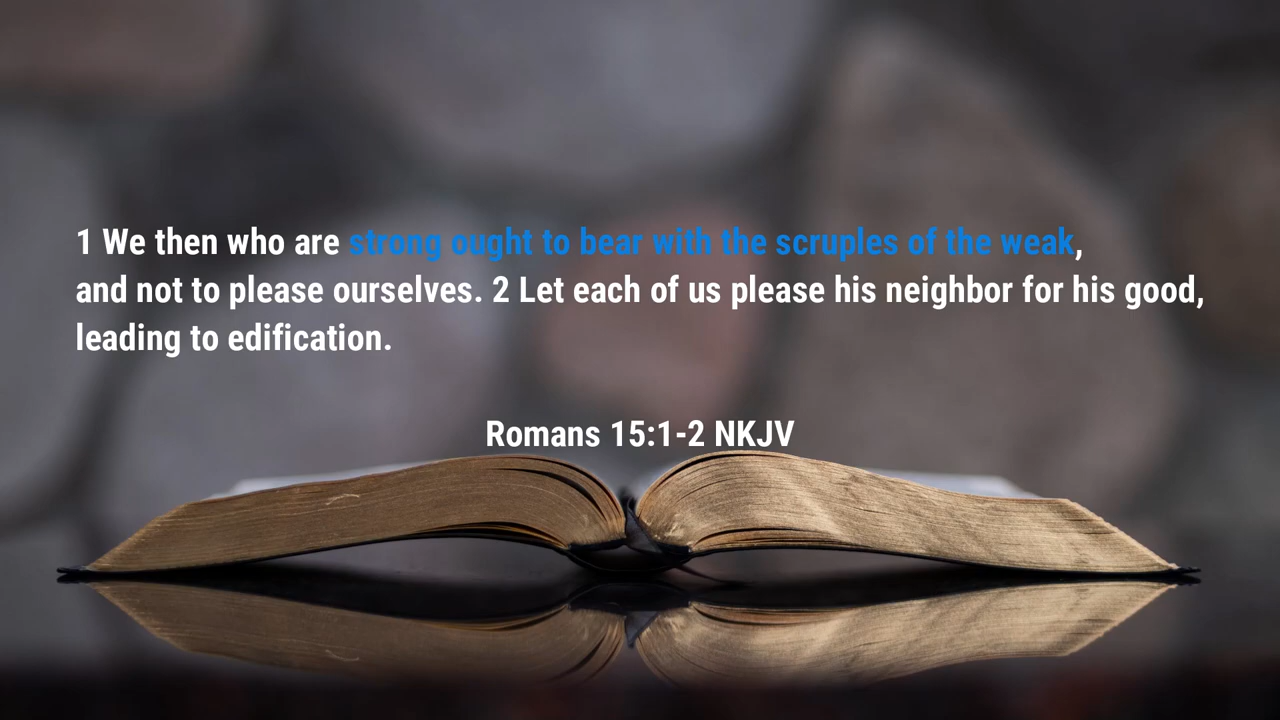 1 We then who are strong ought to bear with the scruples of the weak,
and not to please ourselves. 2 Let each of us please his neighbor for his good,
leading to edification.
Romans 15:1-2 NKJV